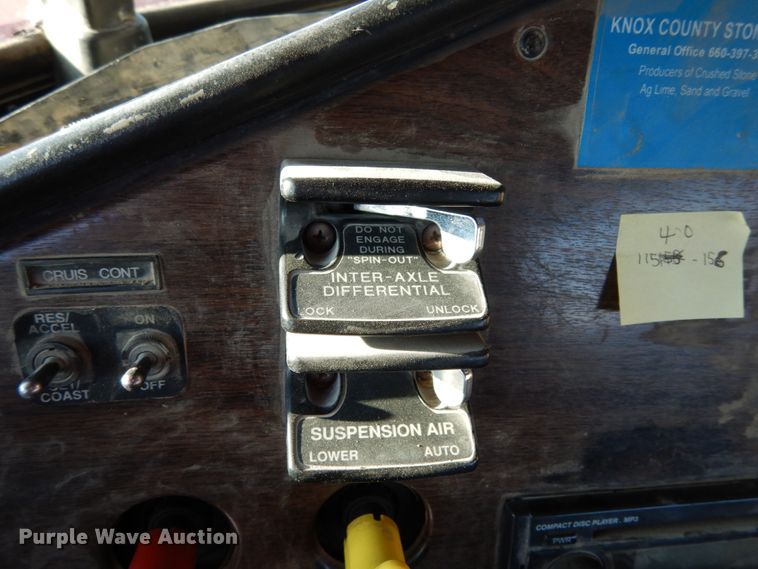 KNOX COUNTY STON
General Office 660-397-3
Producers of Crushed Stone
Ag Lime, Sand and Gravel
DO NOT
ENGAGE
DURING
"SPIN-OUT"
INTER-AXLE
DIFFERENTIAL
LOCK UNLOCK
CRUIS CONT
RES/
ACCEL
ON
SET/
COAST
OFF
SUSPENSION AIR
LOWER AUTO
COMPACT DISC PLAYER . MP3
PWR
Purple Wave Auction